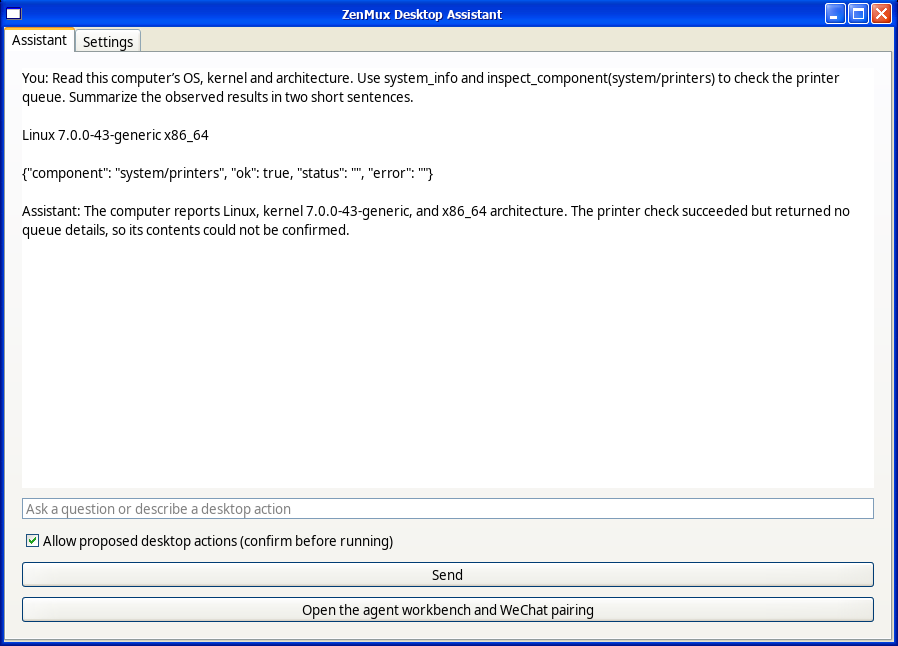 ZenMux Desktop Assistant
Assistant
Settings
You: Read this computer’s OS, kernel and architecture. Use system_info and inspect_component(system/printers) to check the printer
queue. Summarize the observed results in two short sentences.
Linux 7.0.0-43-generic x86_64
{"component": "system/printers", "ok": true, "status": "", "error": ""}
Assistant: The computer reports Linux, kernel 7.0.0-43-generic, and x86_64 architecture. The printer check succeeded but returned no
queue details, so its contents could not be confirmed.
Ask a question or describe a desktop action
Allow proposed desktop actions (confirm before running)
Send
Open the agent workbench and WeChat pairing